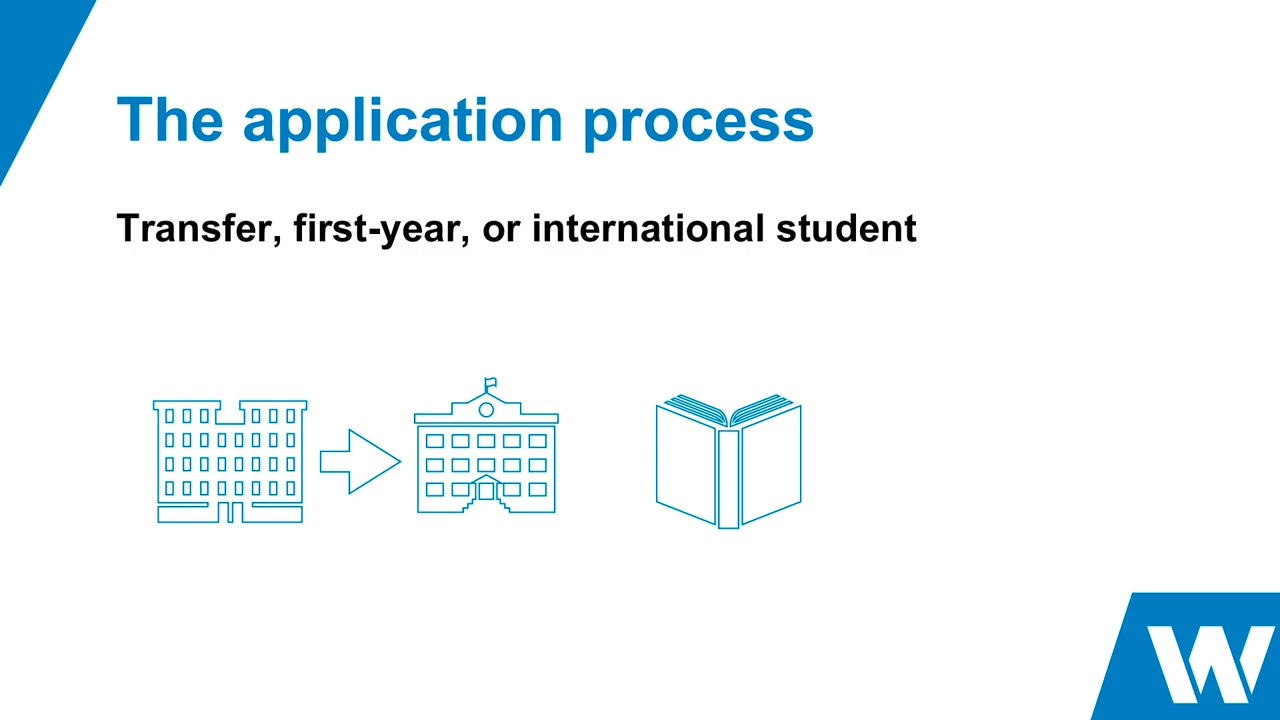 The application process
Transfer, first-year, or international student
W